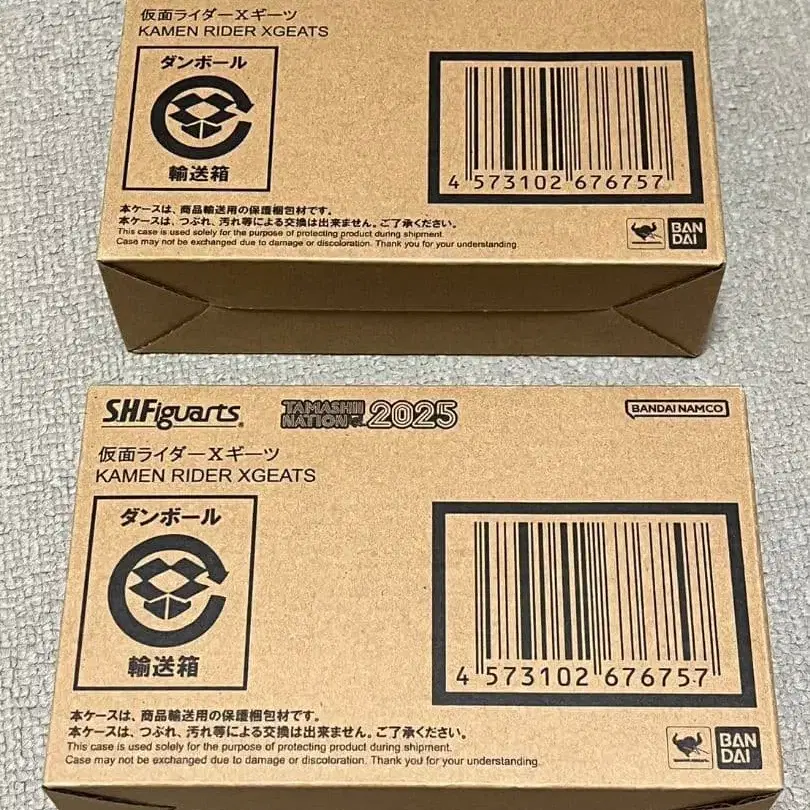 仮面ライダーXギーツ
KAMEN RIDER XGEATS
ダンボール
輸送箱
4 573102 676757
本ケースは、商品輸送用の保護梱包材です。
本ケースは、つぶれ、汚れ等による交換は出来ません。ご了承ください。
This case is used solely for the purpose of protecting product during shipment.
Case may not be exchanged due to damage or discoloration. Thank you for your understanding.
BAN
DAI
S.H.Figuarts
TAMASHII
NATION
2025
BANDAI NAMCO
仮面ライダーXギーツ
KAMEN RIDER XGEATS
ダンボール
輸送箱
4 573102 676757
本ケースは、商品輸送用の保護梱包材です。
本ケースは、つぶれ、汚れ等による交換は出来ません。ご了承ください。
This case is used solely for the purpose of protecting product during shipment.
Case may not be exchanged due to damage or discoloration. Thank you for your understanding.
BAN
DAI